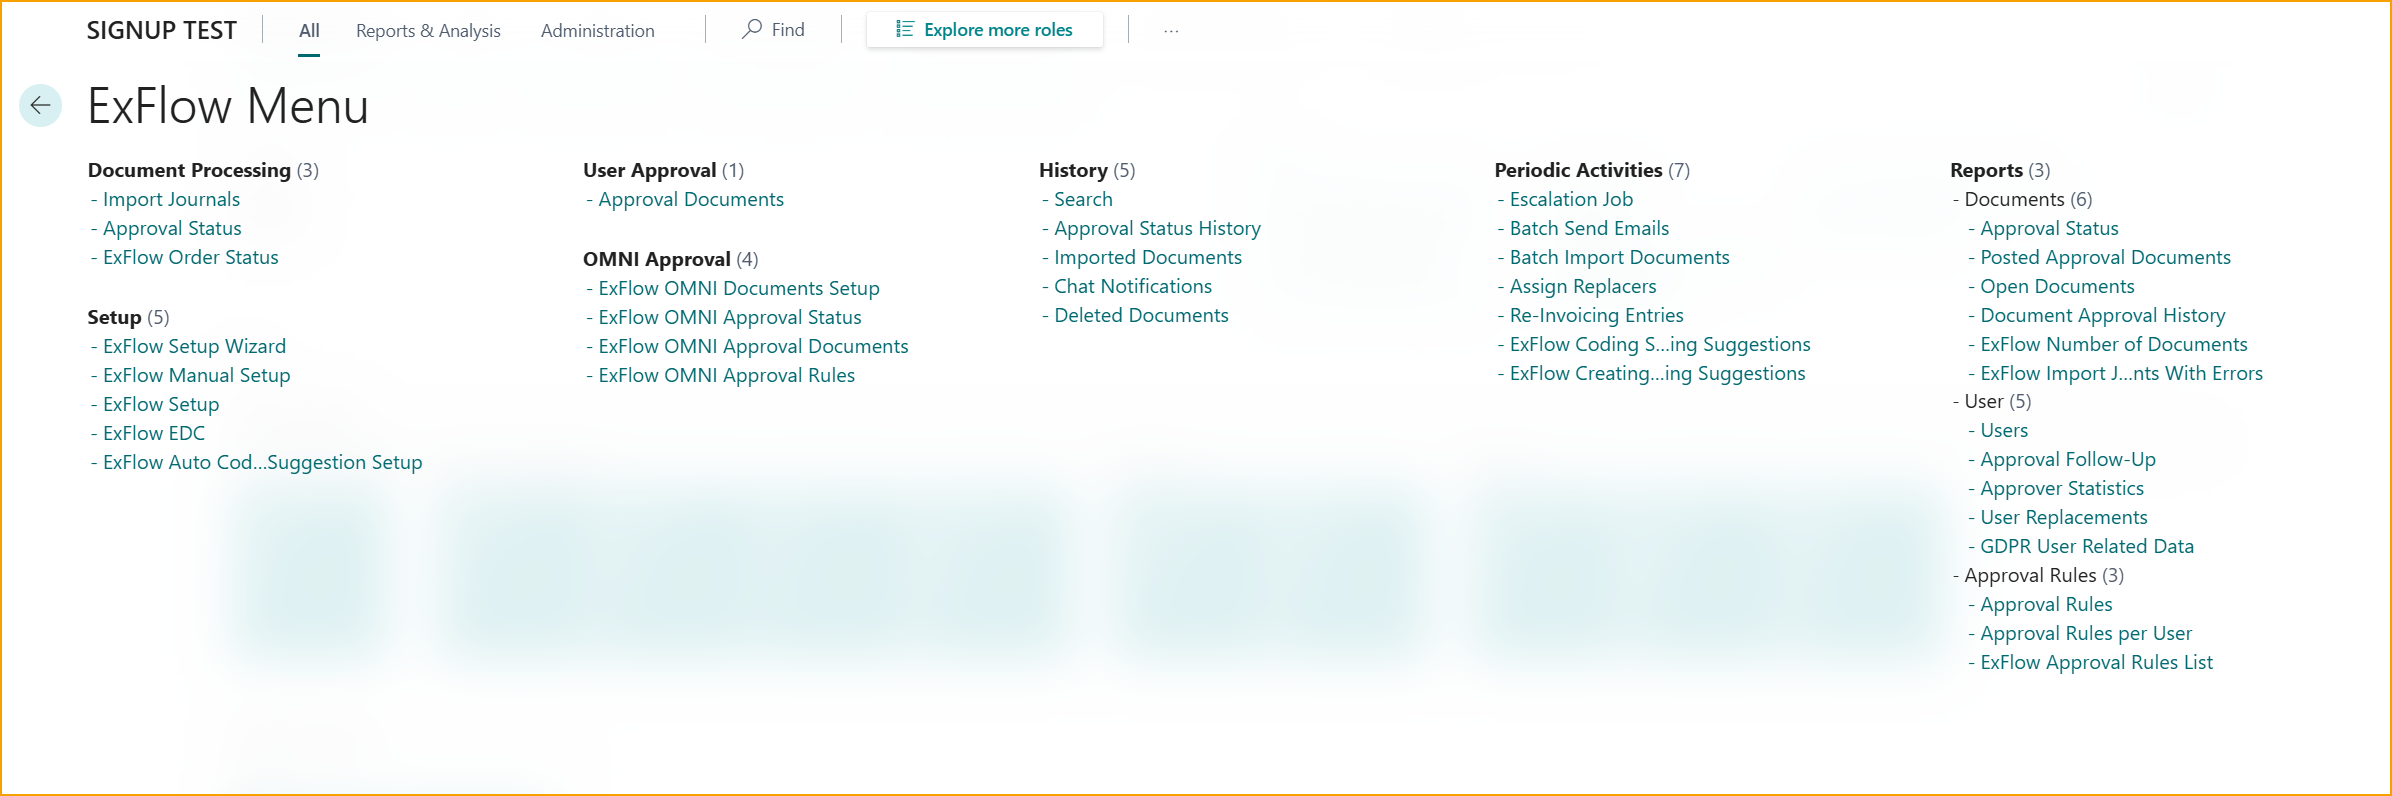 SIGNUP TEST All Reports & Analysis Administration Find Explore more roles ...
ExFlow Menu
Document Processing (3)
- Import Journals
- Approval Status
- ExFlow Order Status
Setup (5)
- ExFlow Setup Wizard
- ExFlow Manual Setup
- ExFlow Setup
- ExFlow EDC
- ExFlow Auto Cod...Suggestion Setup
User Approval (1)
- Approval Documents
OMNI Approval (4)
- ExFlow OMNI Documents Setup
- ExFlow OMNI Approval Status
- ExFlow OMNI Approval Documents
- ExFlow OMNI Approval Rules
History (5)
- Search
- Approval Status History
- Imported Documents
- Chat Notifications
- Deleted Documents
Periodic Activities (7)
- Escalation Job
- Batch Send Emails
- Batch Import Documents
- Assign Replacers
- Re-Invoicing Entries
- ExFlow Coding S...ing Suggestions
- ExFlow Creating...ing Suggestions
Reports (3)
- Documents (6)
- Approval Status
- Posted Approval Documents
- Open Documents
- Document Approval History
- ExFlow Number of Documents
- ExFlow Import J...nts With Errors
- User (5)
- Users
- Approval Follow-Up
- Approver Statistics
- User Replacements
- GDPR User Related Data
- Approval Rules (3)
- Approval Rules
- Approval Rules per User
- ExFlow Approval Rules List